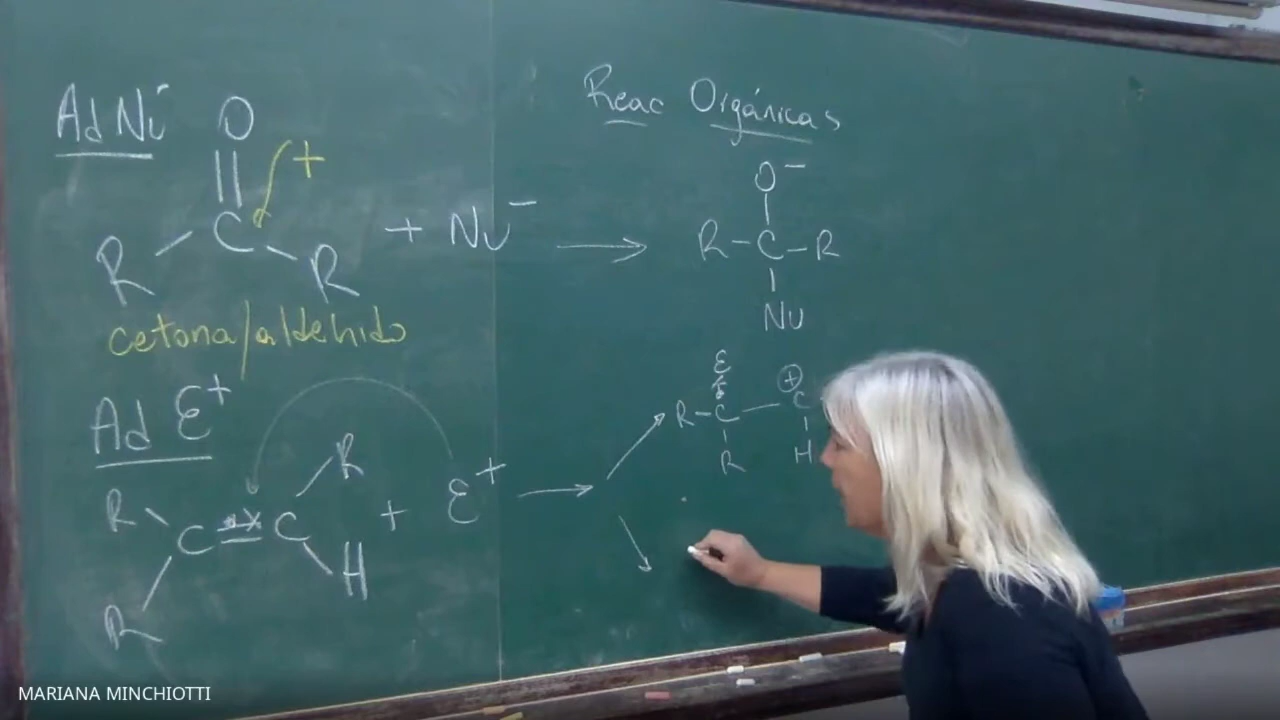 Reac Orgánicas
Ad Nu
O
+
C
R R
+ Nu⁻ →
O⁻
R-C-R
Nu
cetona/aldehido
Ad E⁺
R
R
C = C
R
H
+ E⁺ →
E
R-C — C
⊕
R
H
MARIANA MINCHIOTTI